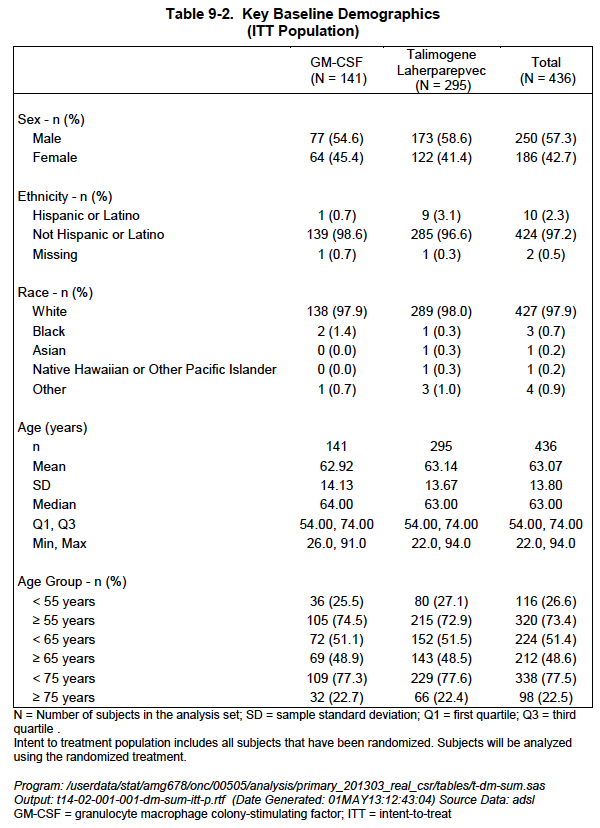 Table 9-2. Key Baseline Demographics
(ITT Population)
GM-CSF
(N = 141)
Talimogene
Laherparepvec
(N = 295)
Total
(N = 436)
Sex - n (%)
Male 77 (54.6) 173 (58.6) 250 (57.3)
Female 64 (45.4) 122 (41.4) 186 (42.7)
Ethnicity - n (%)
Hispanic or Latino 1 (0.7) 9 (3.1) 10 (2.3)
Not Hispanic or Latino 139 (98.6) 285 (96.6) 424 (97.2)
Missing 1 (0.7) 1 (0.3) 2 (0.5)
Race - n (%)
White 138 (97.9) 289 (98.0) 427 (97.9)
Black 2 (1.4) 1 (0.3) 3 (0.7)
Asian 0 (0.0) 1 (0.3) 1 (0.2)
Native Hawaiian or Other Pacific Islander 0 (0.0) 1 (0.3) 1 (0.2)
Other 1 (0.7) 3 (1.0) 4 (0.9)
Age (years)
n 141 295 436
Mean 62.92 63.14 63.07
SD 14.13 13.67 13.80
Median 64.00 63.00 63.00
Q1, Q3 54.00, 74.00 54.00, 74.00 54.00, 74.00
Min, Max 26.0, 91.0 22.0, 94.0 22.0, 94.0
Age Group - n (%)
< 55 years 36 (25.5) 80 (27.1) 116 (26.6)
≥ 55 years 105 (74.5) 215 (72.9) 320 (73.4)
< 65 years 72 (51.1) 152 (51.5) 224 (51.4)
≥ 65 years 69 (48.9) 143 (48.5) 212 (48.6)
< 75 years 109 (77.3) 229 (77.6) 338 (77.5)
≥ 75 years 32 (22.7) 66 (22.4) 98 (22.5)
N = Number of subjects in the analysis set; SD = sample standard deviation; Q1 = first quartile; Q3 = third
quartile .
Intent to treatment population includes all subjects that have been randomized. Subjects will be analyzed
using the randomized treatment.
Program: /userdata/stat/amg678/onc/00505/analysis/primary_201303_real_csr/tables/t-dm-sum.sas
Output: t14-02-001-001-dm-sum-itt-p.rtf (Date Generated: 01MAY13:12:43:04) Source Data: adsl
GM-CSF = granulocyte macrophage colony-stimulating factor; ITT = intent-to-treat